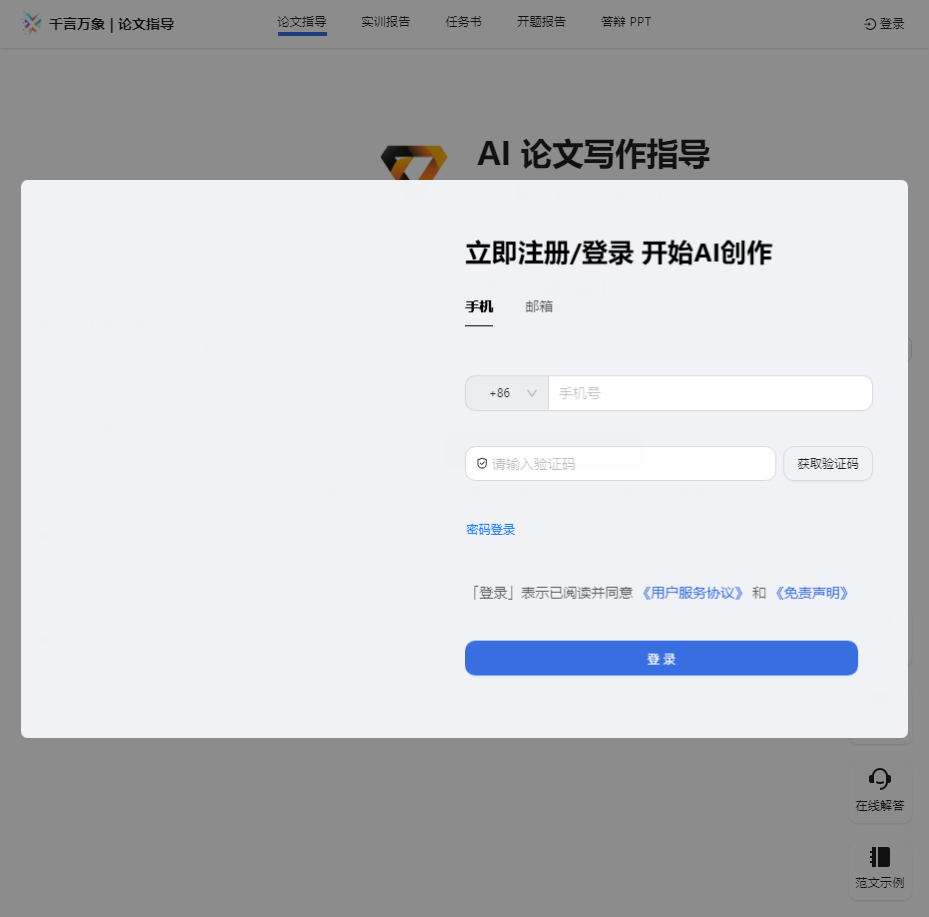 千言万象 | 论文指导
论文指导 实训报告 任务书 开题报告 答辩 PPT
登录
AI 论文写作指导
立即注册/登录 开始AI创作
手机 邮箱
+86 手机号
请输入验证码 获取验证码
密码登录
「登录」表示已阅读并同意 《用户服务协议》 和 《免责声明》
登 录
在线解答
范文示例